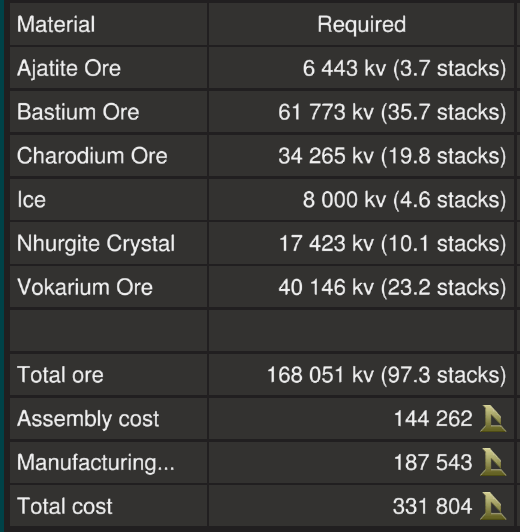 Material Required
Ajatite Ore 6 443 kv (3.7 stacks)
Bastium Ore 61 773 kv (35.7 stacks)
Charodium Ore 34 265 kv (19.8 stacks)
Ice 8 000 kv (4.6 stacks)
Nhurgite Crystal 17 423 kv (10.1 stacks)
Vokarium Ore 40 146 kv (23.2 stacks)
Total ore 168 051 kv (97.3 stacks)
Assembly cost 144 262
Manufacturing... 187 543
Total cost 331 804